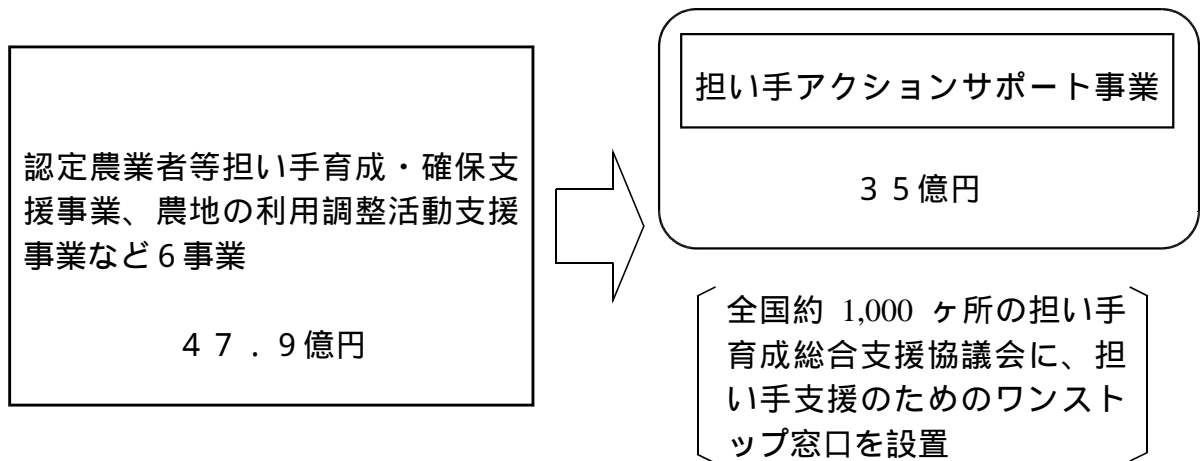 認定農業者等担い手育成・確保支
援事業、農地の利用調整活動支援
事業など６事業
４７．９億円
担い手アクションサポート事業
３５億円
全国約 1,000 ヶ所の担い手
育成総合支援協議会に、担
い手支援のためのワンスト
ップ窓口を設置